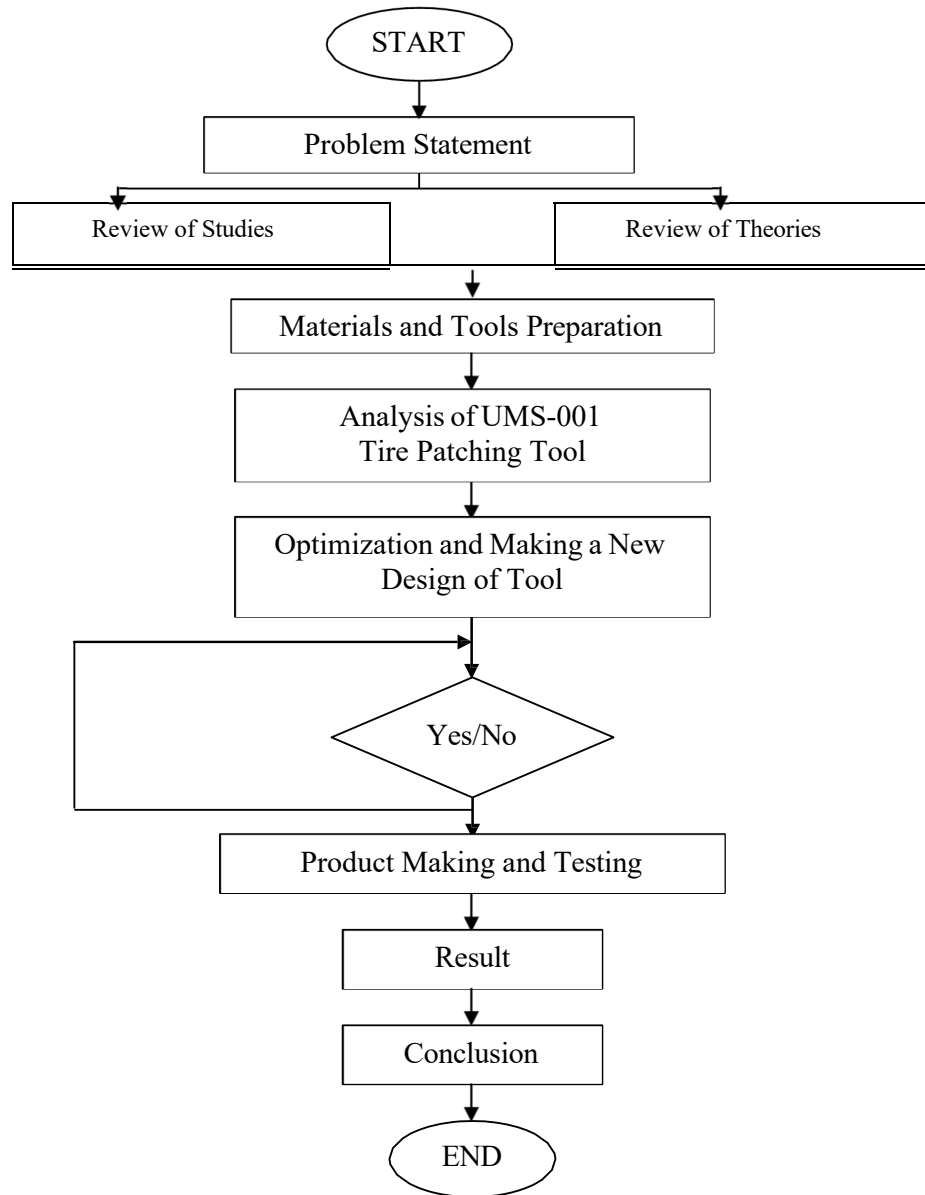 START
Problem Statement
Review of Studies
Review of Theories
Materials and Tools Preparation
Analysis of UMS-001
Tire Patching Tool
Optimization and Making a New
Design of Tool
Yes/No
Product Making and Testing
Result
Conclusion
END